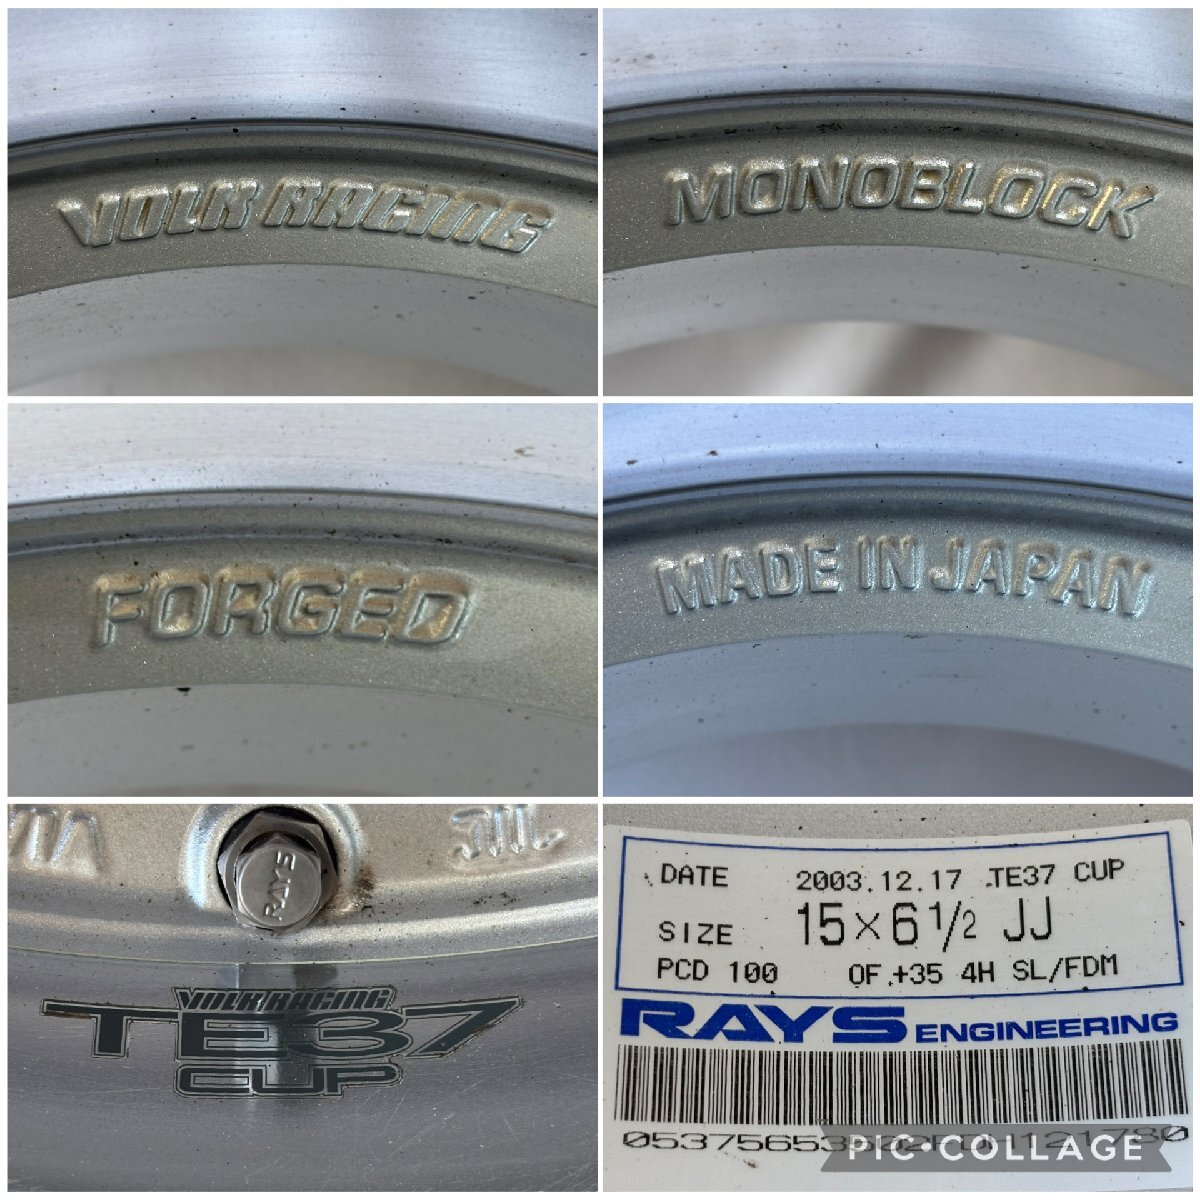 VOLK RACING
MONOBLOCK
FORGED
MADE IN JAPAN
RAYS
VOLK RACING
TE37
CUP
DATE 2003.12.17 TE37 CUP
SIZE 15×6 1/2 JJ
PCD 100 OF.+35 4H SL/FDM
RAYS ENGINEERING
PIC•COLLAGE